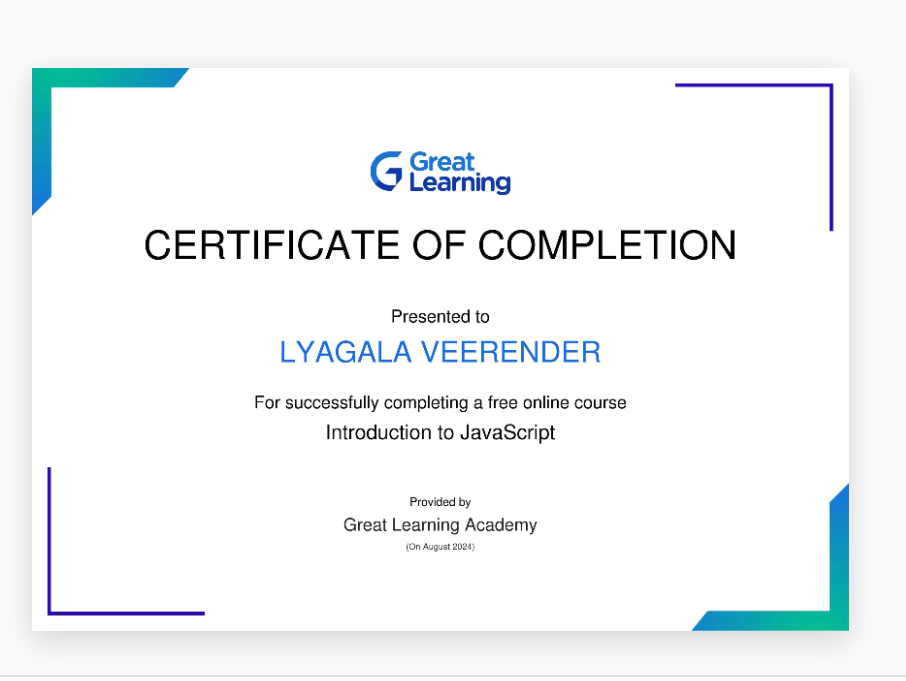 Great
Learning
CERTIFICATE OF COMPLETION
Presented to
LYAGALA VEERENDER
For successfully completing a free online course
Introduction to JavaScript
Provided by
Great Learning Academy
(On August 2024)